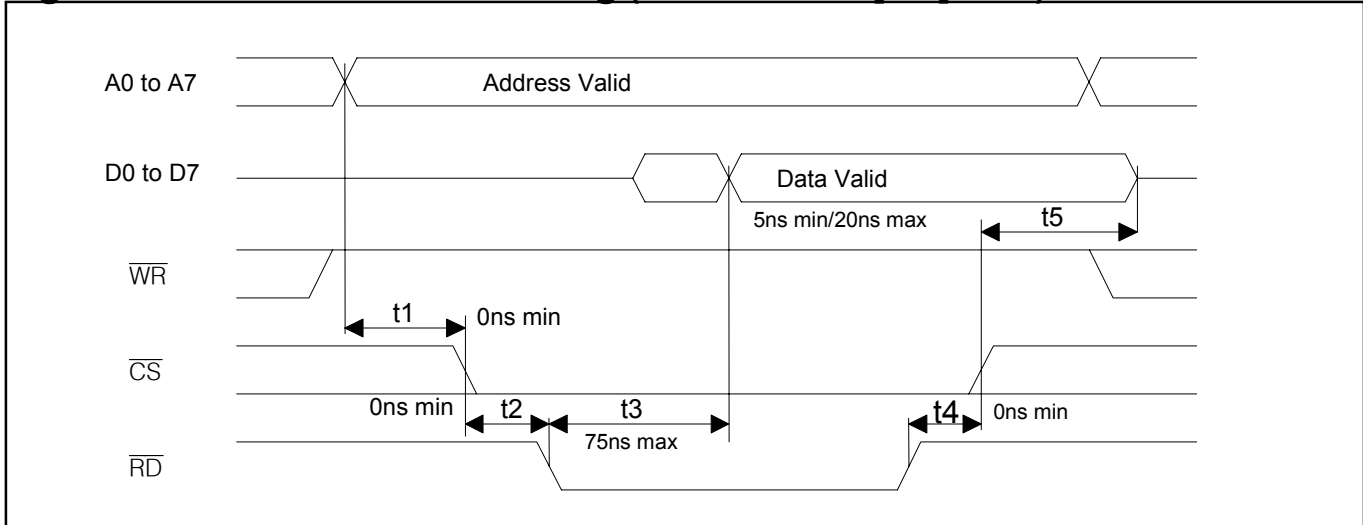 A0 to A7
Address Valid
D0 to D7
Data Valid
5ns min/20ns max
t5
WR
t1
0ns min
CS
0ns min
t2
t3
t4
0ns min
75ns max
RD